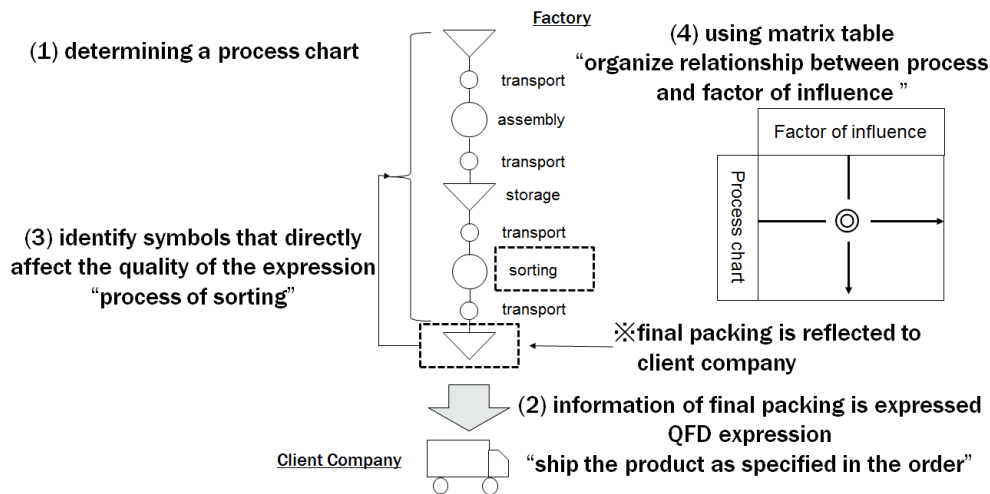 Factory
(1) determining a process chart
(4) using matrix table
“organize relationship between process
and factor of influence ”
transport
assembly
transport
storage
transport
sorting
transport
Factor of influence
Process chart
(3) identify symbols that directly
affect the quality of the expression
“process of sorting”
※final packing is reflected to
client company
(2) information of final packing is expressed
QFD expression
“ship the product as specified in the order”
Client Company